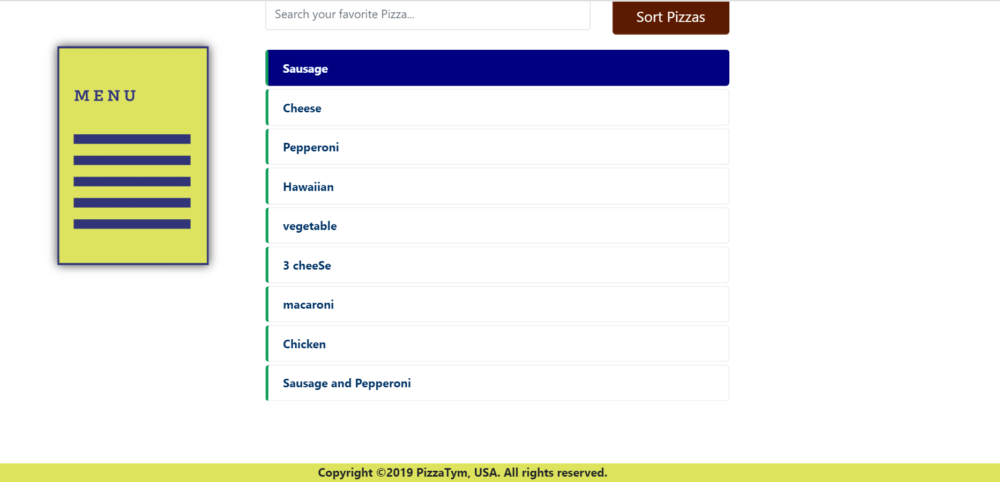 Search your favorite Pizza...
Sort Pizzas
MENU
Sausage
Cheese
Pepperoni
Hawaiian
vegetable
3 cheeSe
macaroni
Chicken
Sausage and Pepperoni
Copyright ©2019 PizzaTym, USA. All rights reserved.